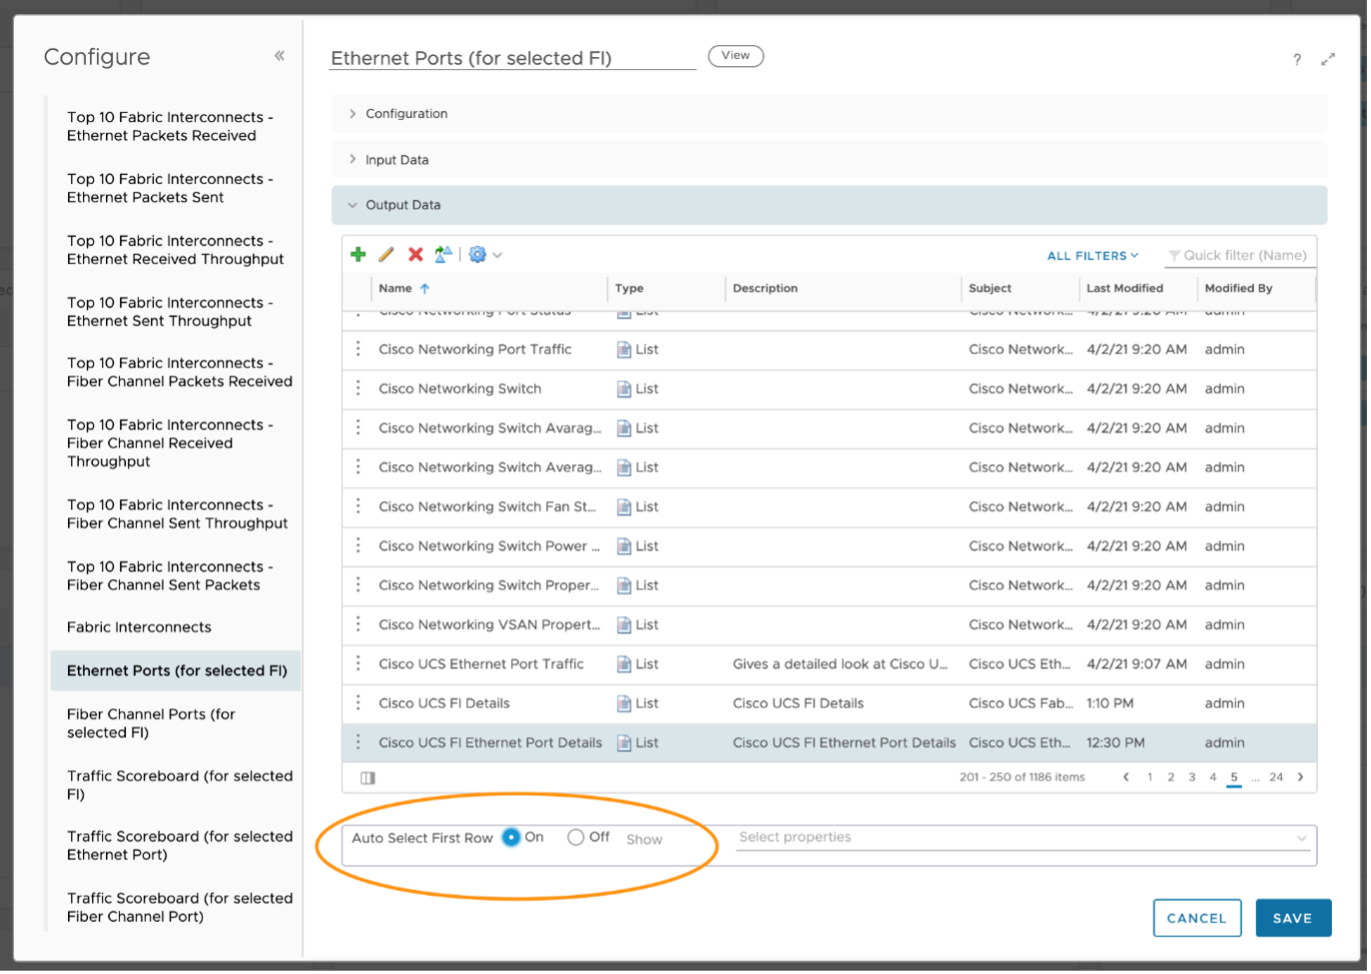 Configure «
Top 10 Fabric Interconnects -
Ethernet Packets Received
Top 10 Fabric Interconnects -
Ethernet Packets Sent
Top 10 Fabric Interconnects -
Ethernet Received Throughput
Top 10 Fabric Interconnects -
Ethernet Sent Throughput
Top 10 Fabric Interconnects -
Fiber Channel Packets Received
Top 10 Fabric Interconnects -
Fiber Channel Received
Throughput
Top 10 Fabric Interconnects -
Fiber Channel Sent Throughput
Top 10 Fabric Interconnects -
Fiber Channel Sent Packets
Fabric Interconnects
Ethernet Ports (for selected FI)
Fiber Channel Ports (for
selected FI)
Traffic Scoreboard (for selected
FI)
Traffic Scoreboard (for selected
Ethernet Port)
Traffic Scoreboard (for selected
Fiber Channel Port)
Ethernet Ports (for selected FI) View ?
Configuration
Input Data
Output Data
ALL FILTERS Quick filter (Name)
Name Type Description Subject Last Modified Modified By
Cisco Networking Port Status List Cisco Network... 4/2/21 9:20 AM admin
Cisco Networking Port Traffic List Cisco Network... 4/2/21 9:20 AM admin
Cisco Networking Switch List Cisco Network... 4/2/21 9:20 AM admin
Cisco Networking Switch Avarag... List Cisco Network... 4/2/21 9:20 AM admin
Cisco Networking Switch Averag... List Cisco Network... 4/2/21 9:20 AM admin
Cisco Networking Switch Fan St... List Cisco Network... 4/2/21 9:20 AM admin
Cisco Networking Switch Power ... List Cisco Network... 4/2/21 9:20 AM admin
Cisco Networking Switch Proper... List Cisco Network... 4/2/21 9:20 AM admin
Cisco Networking VSAN Propert... List Cisco Network... 4/2/21 9:20 AM admin
Cisco UCS Ethernet Port Traffic List Gives a detailed look at Cisco U... Cisco UCS Eth... 4/2/21 9:07 AM admin
Cisco UCS FI Details List Cisco UCS FI Details Cisco UCS Fab... 1:10 PM admin
Cisco UCS FI Ethernet Port Details List Cisco UCS FI Ethernet Port Details Cisco UCS Eth... 12:30 PM admin
201 - 250 of 1186 items ‹ 1 2 3 4 5 ... 24 ›
Auto Select First Row On Off Show Select properties
CANCEL SAVE